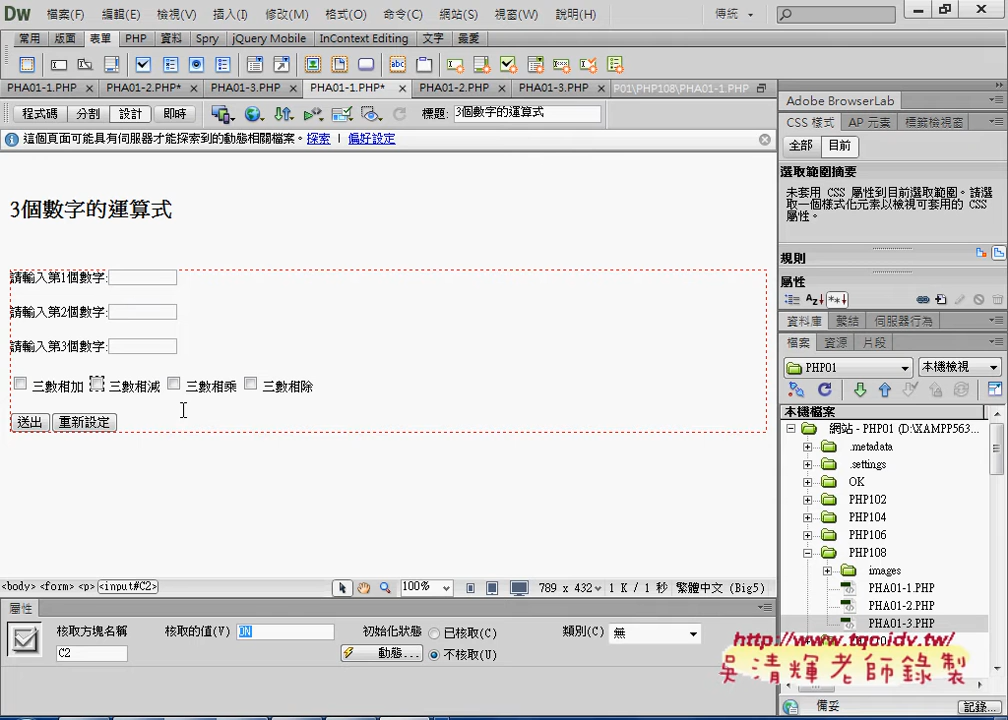 Dw 檔案(F) 編輯(E) 檢視(V) 插入(I) 修改(M) 格式(O) 命令(C) 網站(S) 視窗(W) 說明(H) 傳統
常用 版面 表單 PHP 資料 Spry jQuery Mobile InContext Editing 文字 最愛
PHA01-1.PHP PHA01-2.PHP* PHA01-3.PHP PHA01-1.PHP* PHA01-2.PHP PHA01-3.PHP P01\PHP108\PHA01-1.PHP
程式碼 分割 設計 即時 標題: 3個數字的運算式
這個頁面可能具有伺服器才能探索到的動態相關檔案。探索 | 偏好設定
3個數字的運算式
請輸入第1個數字:
請輸入第2個數字:
請輸入第3個數字:
三數相加 三數相減 三數相乘 三數相除
送出 重新設定
<body> <form> <p> <input#C2> 100% 789 x 432 1 K / 1 秒 繁體中文 (Big5)
屬性
核取方塊名稱 核取的值(V) ON 初始化狀態 已核取(C) 類別(C) 無
C2 動態... 不核取(U)
Adobe BrowserLab
CSS 樣式 AP 元素 標籤檢視窗
全部 目前
選取範圍摘要
未套用 CSS 屬性到目前選取範圍。請選
取一個樣式化元素以檢視可套用的 CSS
屬性。
規則
屬性
資料庫 繫結 伺服器行為
檔案 資源 片段
PHP01 本機檢視
本機檔案
網站 - PHP01 (D:\XAMPP563...
.metadata
.settings
OK
PHP102
PHP104
PHP106
PHP108
images
PHA01-1.PHP
PHA01-2.PHP
PHA01-3.PHP
http://www.tqcidv.tw/
吳清輝老師錄製
備妥 記錄...